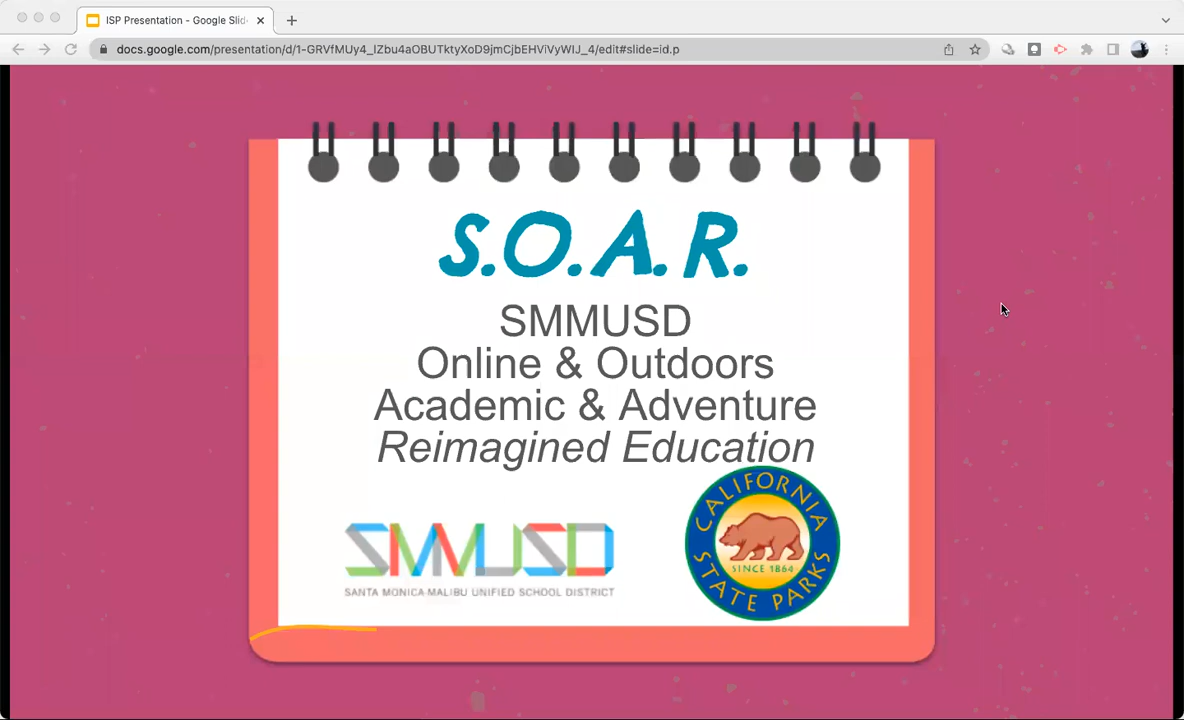 ISP Presentation - Google Slid
docs.google.com/presentation/d/1-GRVfMUy4_IZbu4aOBUTktyXoD9jmCjbEHViVyWIJ_4/edit#slide=id.p
S.O.A.R.
SMMUSD
Online & Outdoors
Academic & Adventure
Reimagined Education
SMMUSD
SANTA MONICA-MALIBU UNIFIED SCHOOL DISTRICT
CALIFORNIA
SINCE 1864
STATE PARKS